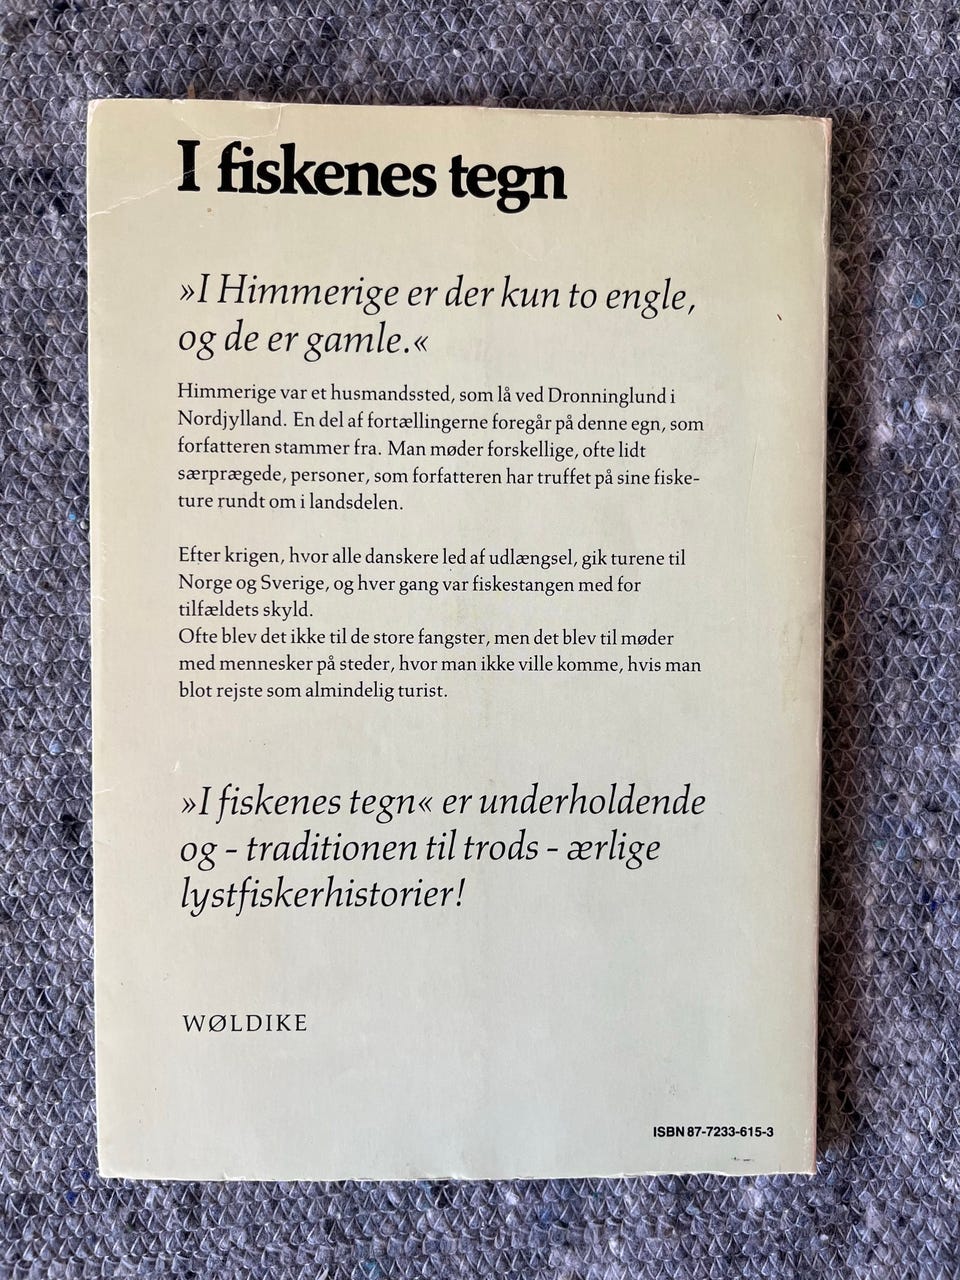 I fiskenes tegn
»I Himmerige er der kun to engle,
og de er gamle.«
Himmerige var et husmandssted, som lå ved Dronninglund i
Nordjylland. En del af fortællingerne foregår på denne egn, som
forfatteren stammer fra. Man møder forskellige, ofte lidt
særprægede, personer, som forfatteren har truffet på sine fiske-
ture rundt om i landsdelen.
Efter krigen, hvor alle danskere led af udlængsel, gik turene til
Norge og Sverige, og hver gang var fiskestangen med for
tilfældets skyld.
Ofte blev det ikke til de store fangster, men det blev til møder
med mennesker på steder, hvor man ikke ville komme, hvis man
blot rejste som almindelig turist.
»I fiskenes tegn« er underholdende
og - traditionen til trods - ærlige
lystfiskerhistorier!
WØLDIKE
ISBN 87-7233-615-3